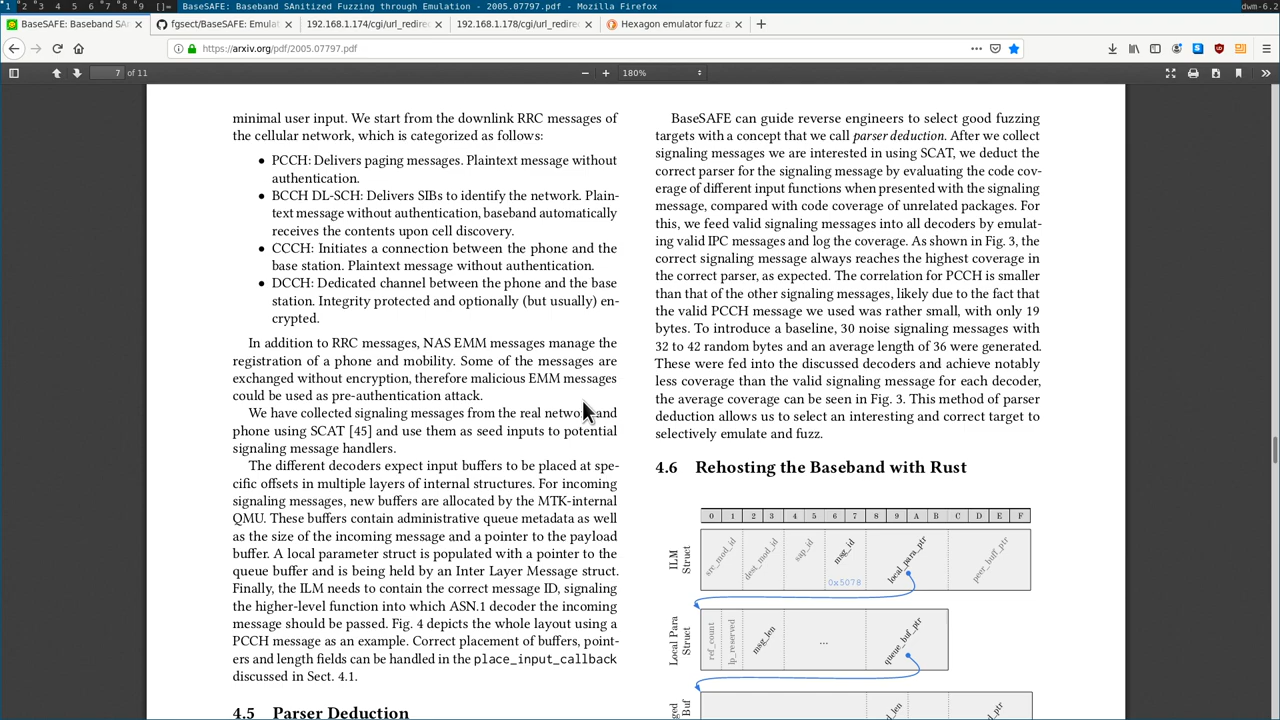 1 2 3 4 5 6 7 8 9 []= BaseSAFE: Baseband SAnitized Fuzzing through Emulation - 2005.07797.pdf - Mozilla Firefox dwm-6.2
BaseSAFE: Baseband SA
fgsect/BaseSAFE: Emula
192.168.1.174/cgi/url_redire
192.168.1.178/cgi/url_redire
Hexagon emulator fuzz a
https://arxiv.org/pdf/2005.07797.pdf
7 of 11
180%
minimal user input. We start from the downlink RRC messages of
the cellular network, which is categorized as follows:
• PCCH: Delivers paging messages. Plaintext message without
authentication.
• BCCH DL-SCH: Delivers SIBs to identify the network. Plain-
text message without authentication, baseband automatically
receives the contents upon cell discovery.
• CCCH: Initiates a connection between the phone and the
base station. Plaintext message without authentication.
• DCCH: Dedicated channel between the phone and the base
station. Integrity protected and optionally (but usually) en-
crypted.
In addition to RRC messages, NAS EMM messages manage the
registration of a phone and mobility. Some of the messages are
exchanged without encryption, therefore malicious EMM messages
could be used as pre-authentication attack.
We have collected signaling messages from the real network and
phone using SCAT [45] and use them as seed inputs to potential
signaling message handlers.
The different decoders expect input buffers to be placed at spe-
cific offsets in multiple layers of internal structures. For incoming
signaling messages, new buffers are allocated by the MTK-internal
QMU. These buffers contain administrative queue metadata as well
as the size of the incoming message and a pointer to the payload
buffer. A local parameter struct is populated with a pointer to the
queue buffer and is being held by an Inter Layer Message struct.
Finally, the ILM needs to contain the correct message ID, signaling
the higher-level function into which ASN.1 decoder the incoming
message should be passed. Fig. 4 depicts the whole layout using a
PCCH message as an example. Correct placement of buffers, point-
ers and length fields can be handled in the place_input_callback
discussed in Sect. 4.1.
4.5 Parser Deduction
BaseSAFE can guide reverse engineers to select good fuzzing
targets with a concept that we call parser deduction. After we collect
signaling messages we are interested in using SCAT, we deduct the
correct parser for the signaling message by evaluating the code cov-
erage of different input functions when presented with the signaling
message, compared with code coverage of unrelated packages. For
this, we feed valid signaling messages into all decoders by emulat-
ing valid IPC messages and log the coverage. As shown in Fig. 3, the
correct signaling message always reaches the highest coverage in
the correct parser, as expected. The correlation for PCCH is smaller
than that of the other signaling messages, likely due to the fact that
the valid PCCH message we used was rather small, with only 19
bytes. To introduce a baseline, 30 noise signaling messages with
32 to 42 random bytes and an average length of 36 were generated.
These were fed into the discussed decoders and achieve notably
less coverage than the valid signaling message for each decoder,
the average coverage can be seen in Fig. 3. This method of parser
deduction allows us to select an interesting and correct target to
selectively emulate and fuzz.
4.6 Rehosting the Baseband with Rust
0 1 2 3 4 5 6 7 8 9 A B C D E F
ILM
Struct
src_mod_id
dest_mod_id
sap_id
msg_id
0x5078
local_para_ptr
peer_buff_ptr
Local Para
Struct
ref_count
lp_reserved
msg_len
...
queue_buf_ptr